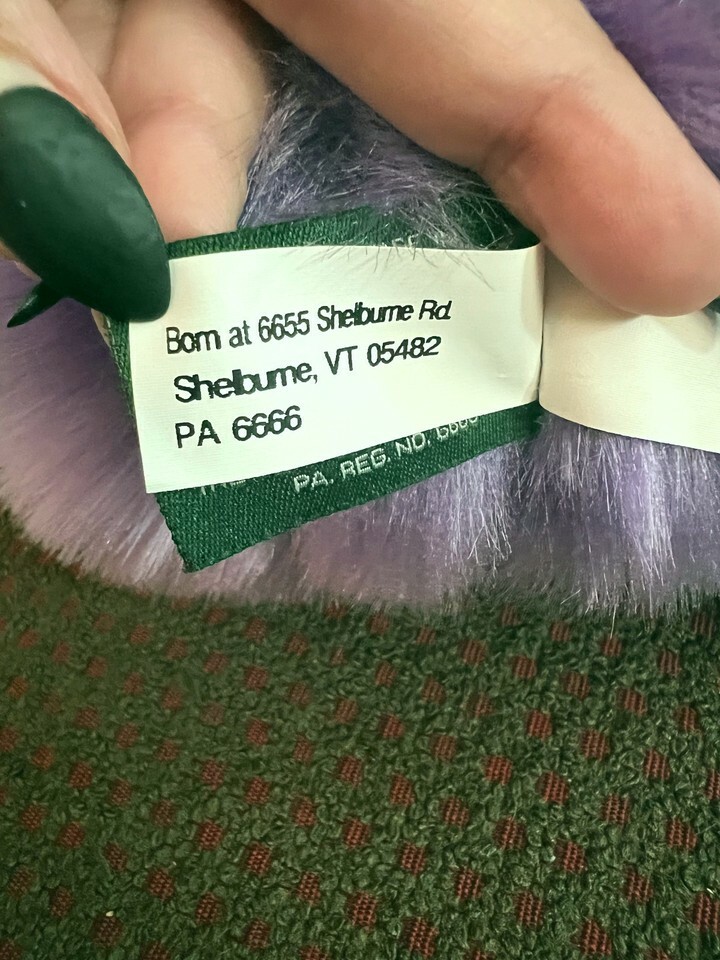 Born at 6655 Shelburne Rd.
Shelburne, VT 05482
PA 6666
PA. REG. NO.